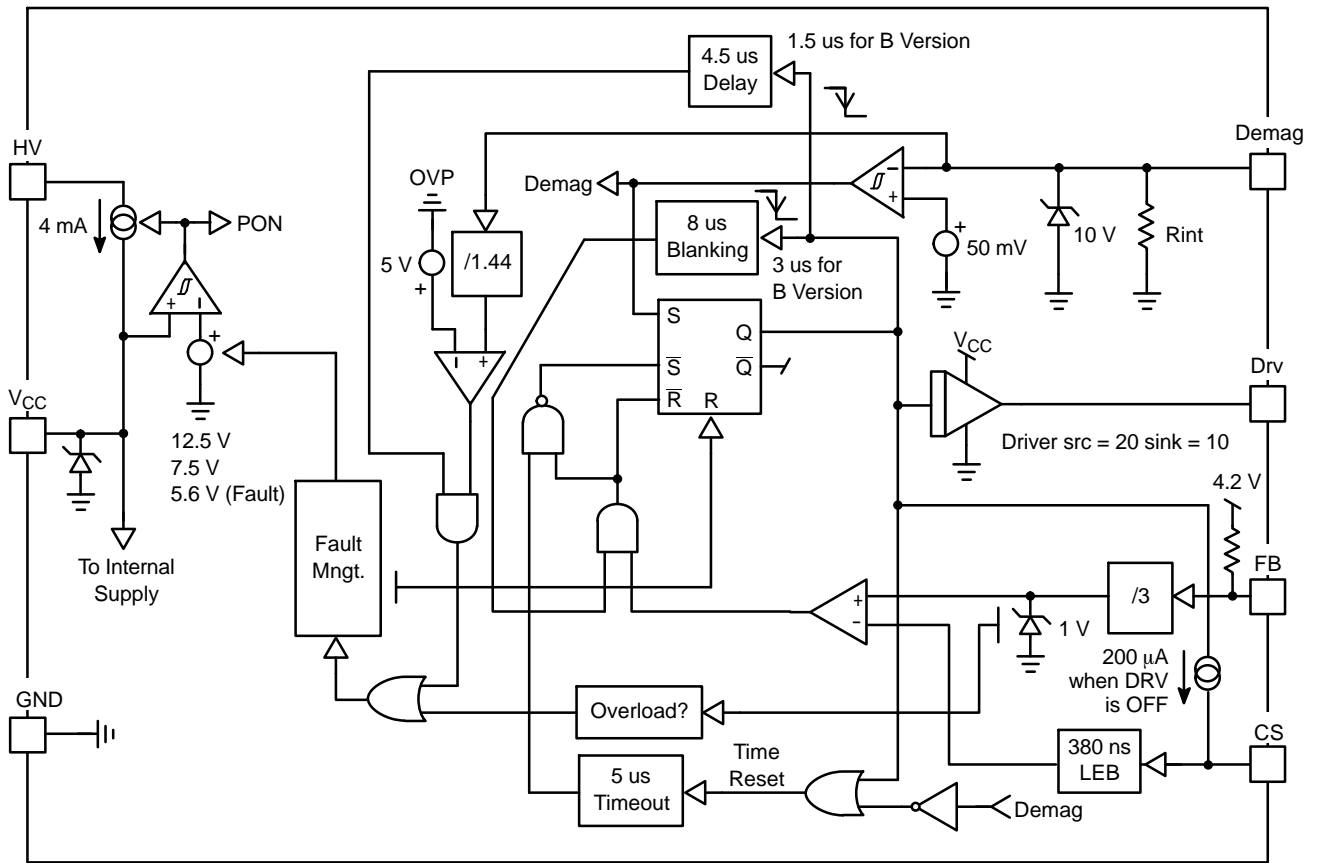 1.5 us for B Version
4.5 us
Delay
HV
Demag
OVP
Demag
4 mA
PON
8 us
Blanking
5 V
+
/1.44
+
50 mV
10 V
Rint
3 us for
B Version
+
−
+
−
+
+
S
Q
S̅
Q̅
R̅
R
−
+
VCC
Drv
VCC
12.5 V
7.5 V
5.6 V (Fault)
Driver src = 20 sink = 10
4.2 V
To Internal
Supply
Fault
Mngt.
FB
+
−
/3
1 V
200 μA
when DRV
is OFF
GND
Overload?
CS
380 ns
LEB
Time
Reset
5 us
Timeout
Demag